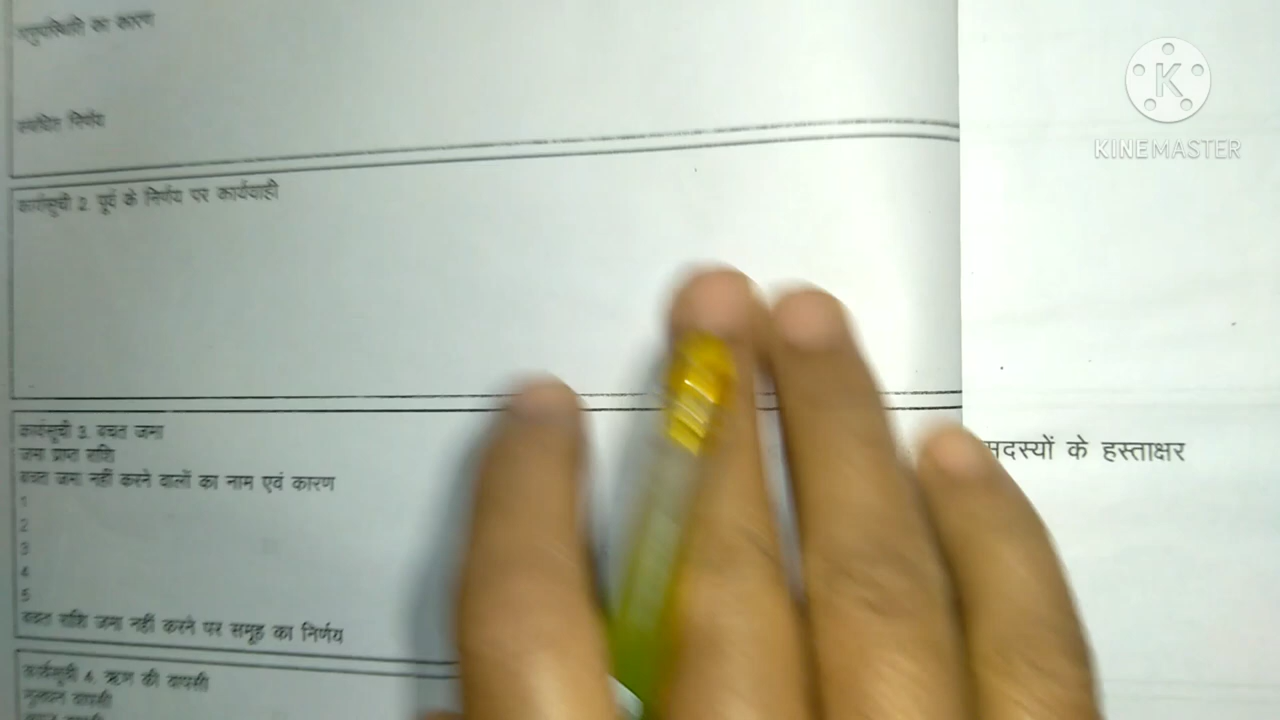 अनुपस्थिति का कारण
संबंधित निर्णय
कार्यसूची 2. पूर्व के निर्णय पर कार्यवाही
कार्यसूची 3. बचत जमा
जमा प्राप्त राशि
बचत जमा नहीं करने वालों का नाम एवं कारण
1
2
3
4
5
बचत राशि जमा नहीं करने पर समूह का निर्णय
कार्यसूची 4. ऋण की वापसी
मूलधन वापसी
सदस्यों के हस्ताक्षर
K
KINEMASTER